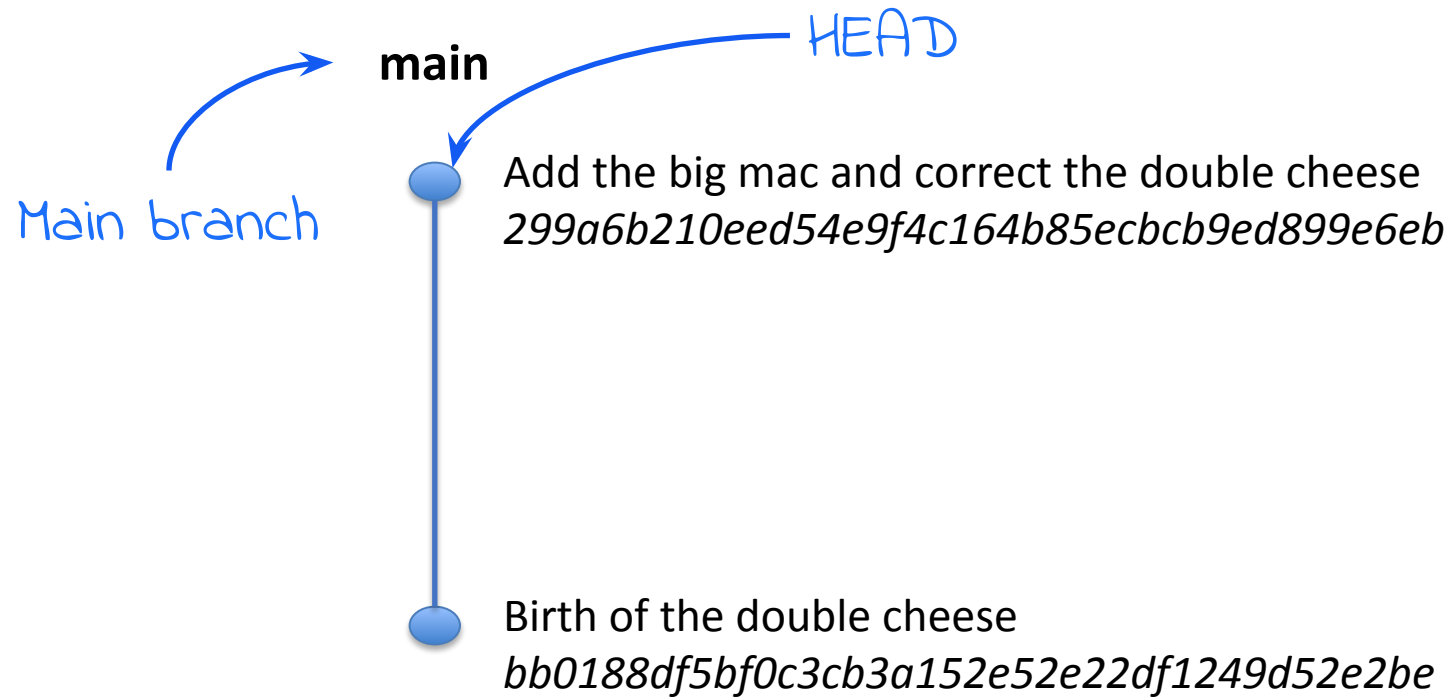 HEAD
main
Main branch
Add the big mac and correct the double cheese
299a6b210eed54e9f4c164b85ecbcb9ed899e6eb
Birth of the double cheese
bb0188df5bf0c3cb3a152e52e22df1249d52e2be